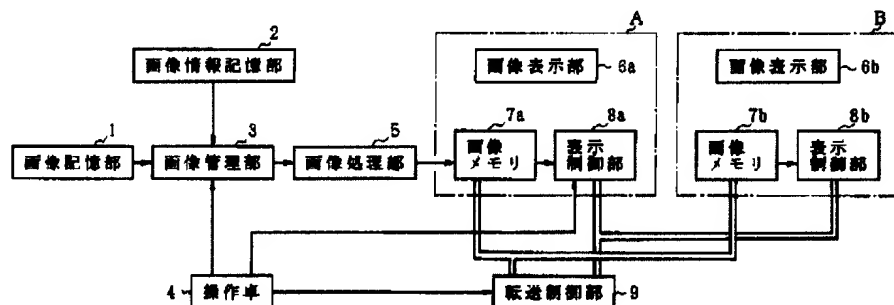 A
B
2
画像情報記憶部
画像表示部
6a
画像表示部
6b
1
画像記憶部
3
画像管理部
5
画像処理部
7a
画像
メモリ
8a
表示
制御部
7b
画像
メモリ
8b
表示
制御部
4
操作卓
転送制御部
9